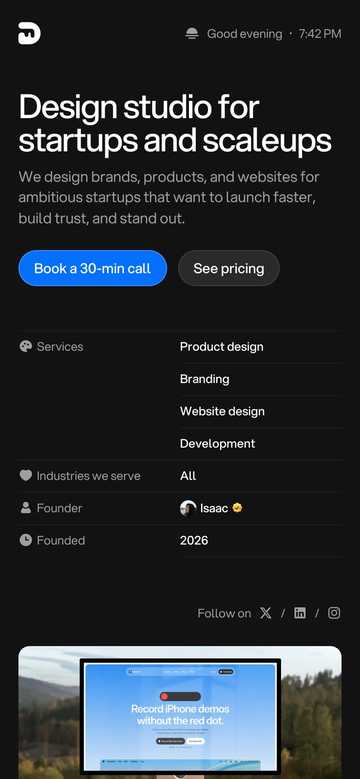 Good evening · 7:42 PM
Design studio for
startups and scaleups
We design brands, products, and websites for
ambitious startups that want to launch faster,
build trust, and stand out.
Book a 30-min call
See pricing
Services
Product design
Branding
Website design
Development
Industries we serve
All
Founder
Isaac
Founded
2026
Follow on / /
Record iPhone demos
without the red dot.